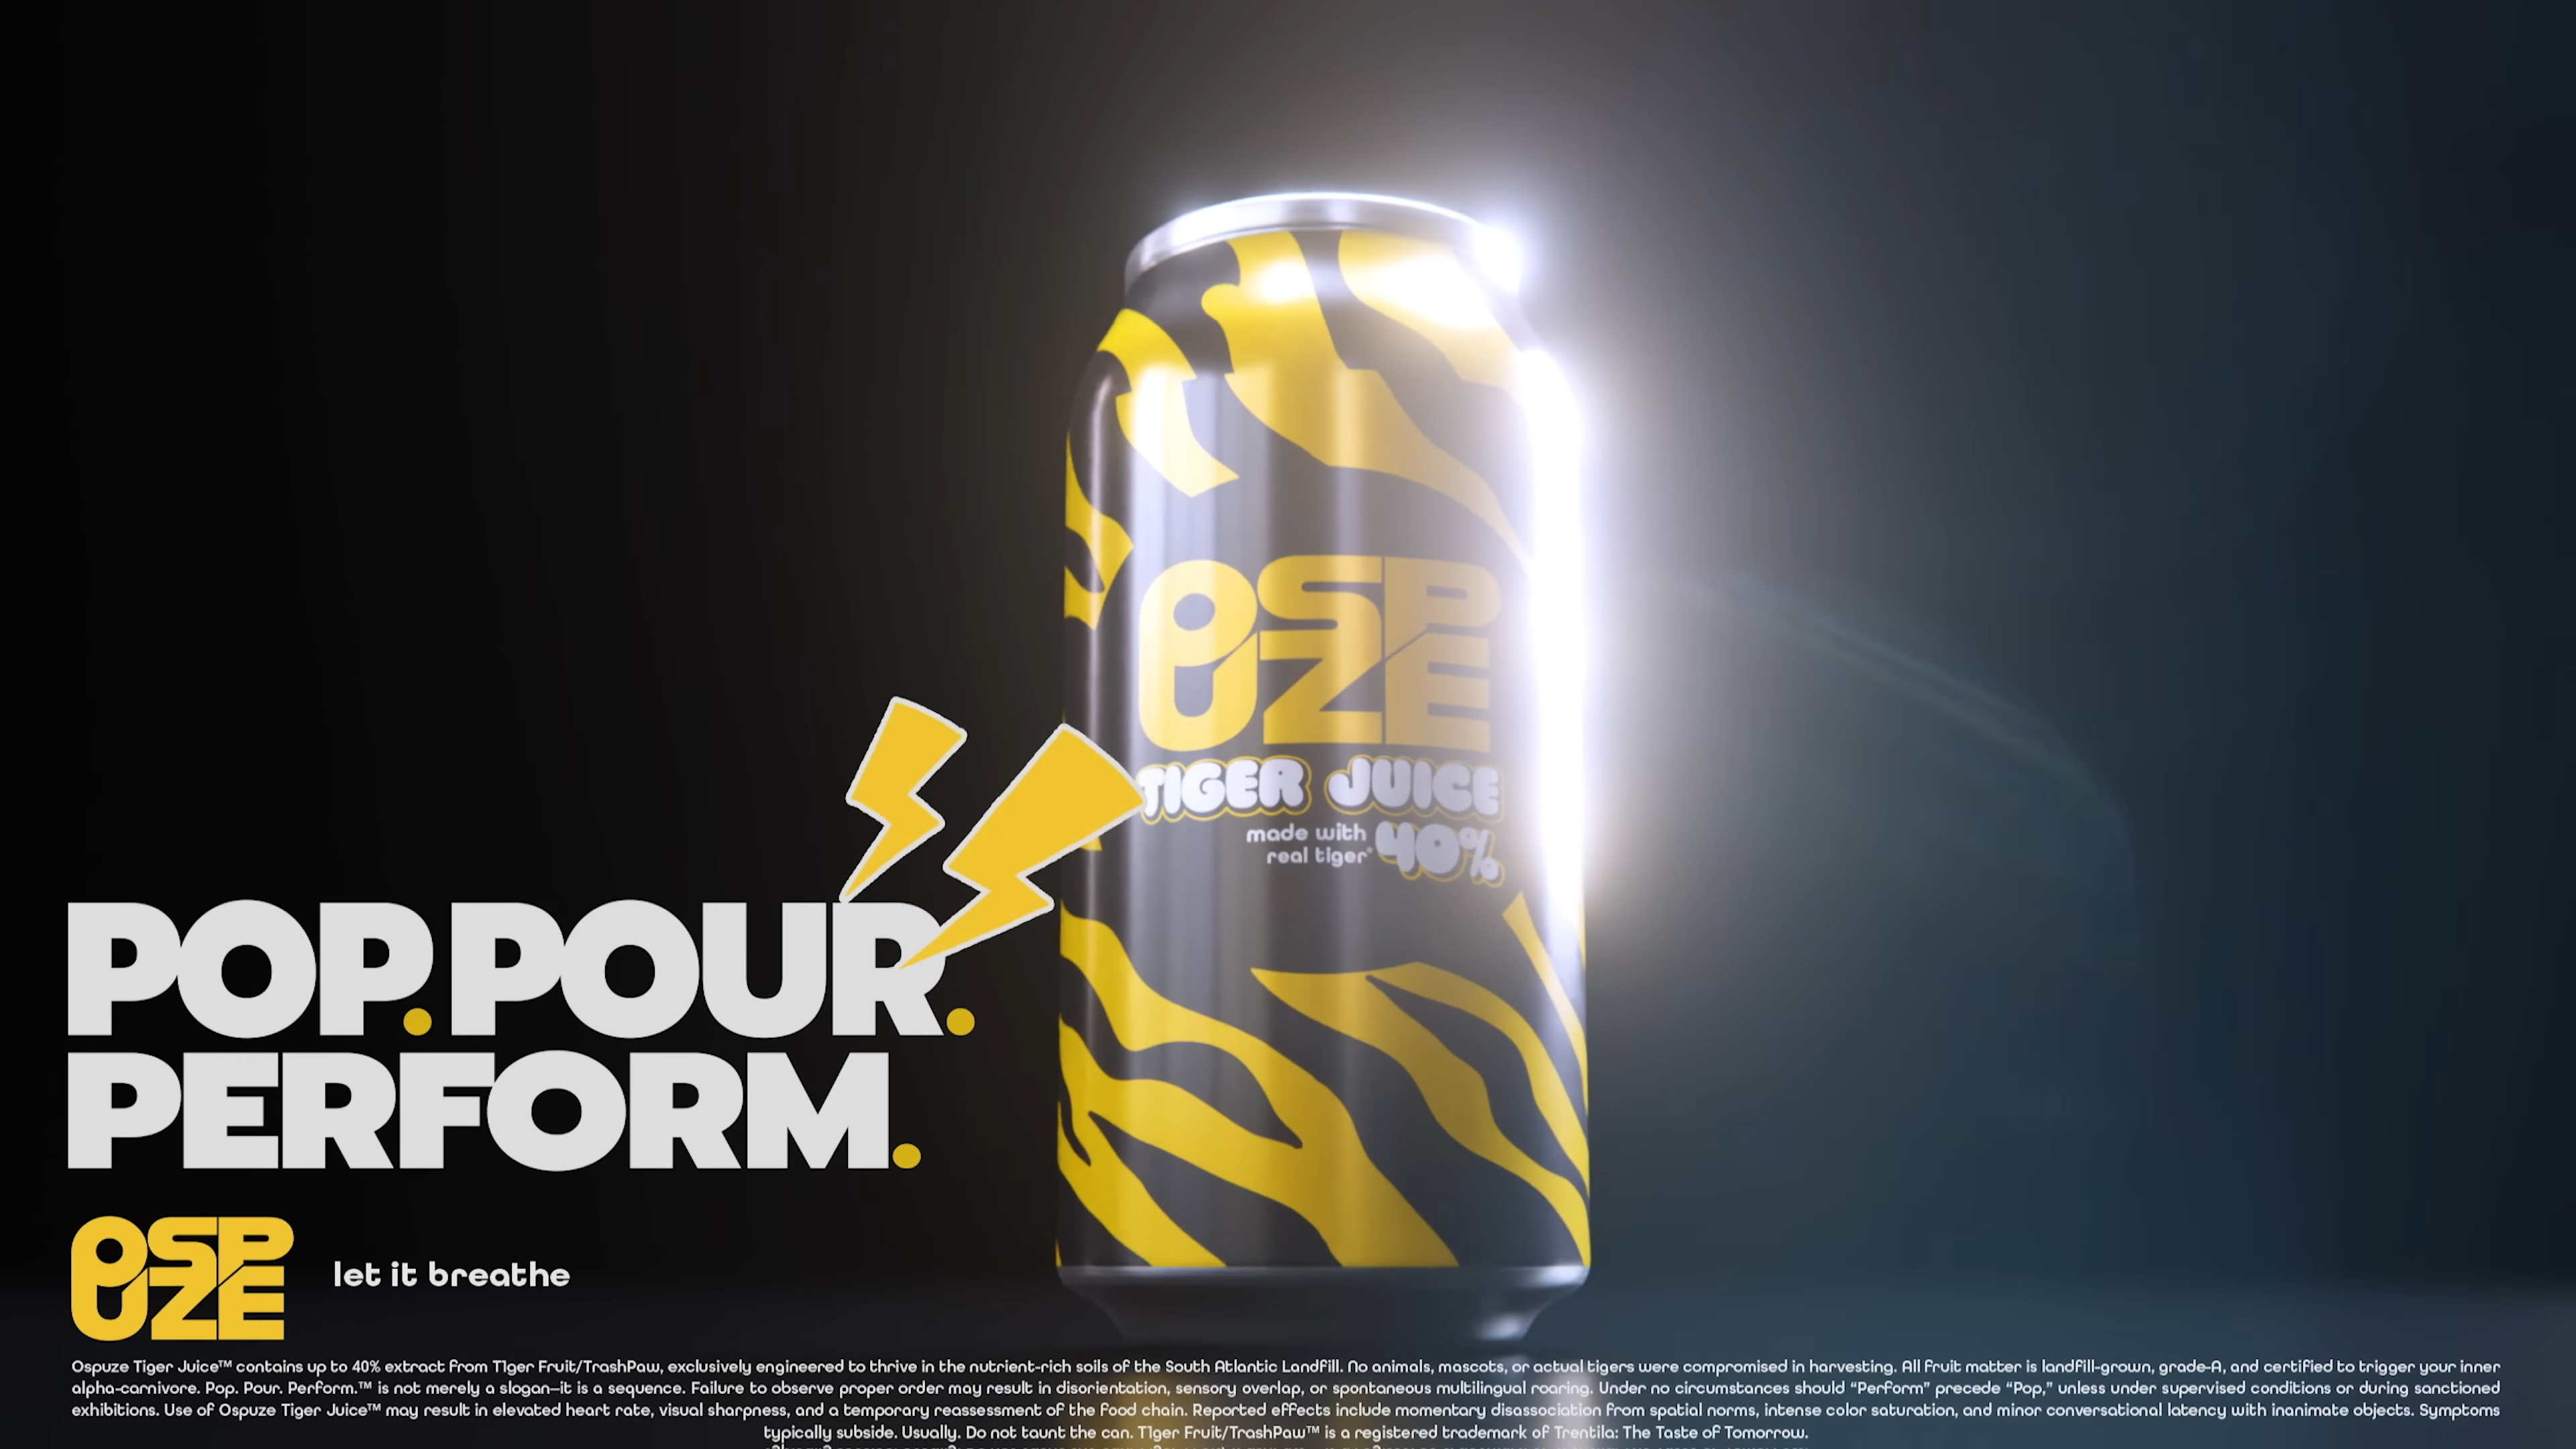 OSPUZE
TIGER JUICE
made with
real tiger*
40%
POP. POUR.
PERFORM.
OSPUZE
let it breathe
Ospuze Tiger Juice™ contains up to 40% extract from T1ger Fruit/TrashPaw, exclusively engineered to thrive in the nutrient-rich soils of the South Atlantic Landfill. No animals, mascots, or actual tigers were compromised in harvesting. All fruit matter is landfill-grown, grade-A, and certified to trigger your inner
alpha-carnivore. Pop. Pour. Perform.™ is not merely a slogan—it is a sequence. Failure to observe proper order may result in disorientation, sensory overlap, or spontaneous multilingual roaring. Under no circumstances should “Perform” precede “Pop,” unless under supervised conditions or during sanctioned
exhibitions. Use of Ospuze Tiger Juice™ may result in elevated heart rate, visual sharpness, and a temporary reassessment of the food chain. Reported effects include momentary disassociation from spatial norms, intense color saturation, and minor conversational latency with inanimate objects. Symptoms
typically subside. Usually. Do not taunt the can. T1ger Fruit/TrashPaw™ is a registered trademark of Trentila: The Taste of Tomorrow.